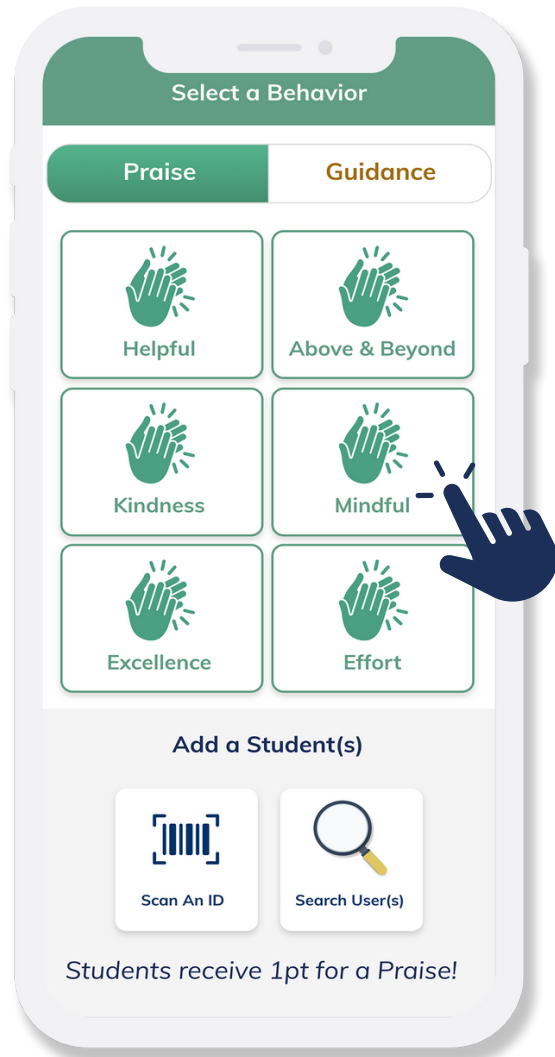 Select a Behavior
Praise
Guidance
Helpful
Above & Beyond
Kindness
Mindful
Excellence
Effort
Add a Student(s)
Scan An ID
Search User(s)
Students receive 1pt for a Praise!